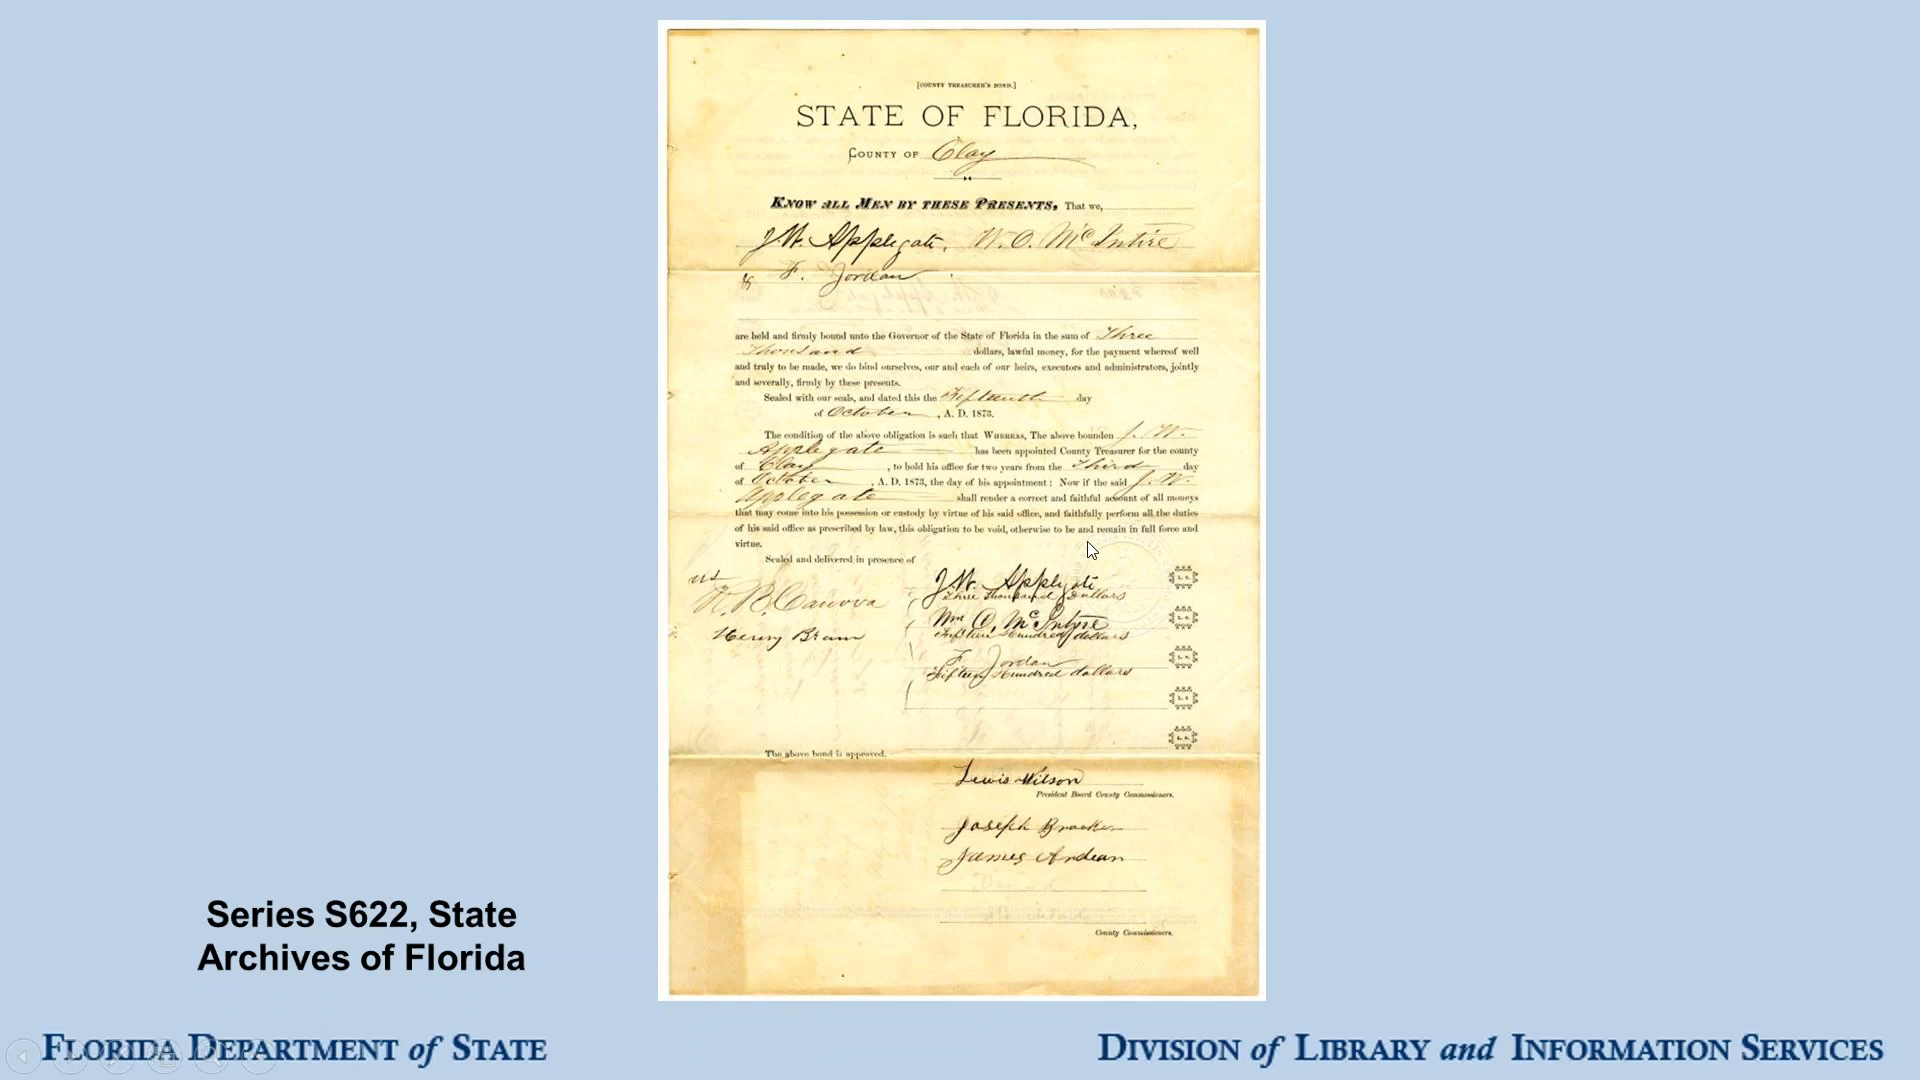 [COUNTY TREASURER'S BOND.]
STATE OF FLORIDA,
COUNTY OF Clay
KNOW ALL MEN BY THESE PRESENTS, That we,
J. W. Applegate, W. O. McIntire
& F. Jordan
are held and firmly bound unto the Governor of the State of Florida in the sum of Three
Thousand dollars, lawful money, for the payment whereof well
and truly to be made, we do bind ourselves, our and each of our heirs, executors and administrators, jointly
and severally, firmly by these presents.
Sealed with our seals, and dated this the Fifteenth day
of October, A. D. 1873.
The condition of the above obligation is such that WHEREAS, The above bounden J. W.
Applegate has been appointed County Treasurer for the county
of Clay, to hold his office for two years from the Third day
of October, A. D. 1873, the day of his appointment: Now if the said J. W.
Applegate shall render a correct and faithful account of all moneys
that may come into his possession or custody by virtue of his said office, and faithfully perform all the duties
of his said office as prescribed by law, this obligation to be void, otherwise to be and remain in full force and
virtue.
Sealed and delivered in presence of
us
B. Canova
Henry Bram
J. W. Applegate L. S.
Three Thousand Dollars
Wm O. McIntire L. S.
Fifteen Hundred dollars
F. Jordan L. S.
Fifteen Hundred dollars
L. S.
L. S.
The above bond is approved.
Lewis Wilson
President Board County Commissioners.
Joseph Brooker
James Ardean
County Commissioners.
Series S622, State
Archives of Florida
FLORIDA DEPARTMENT of STATE
DIVISION of LIBRARY and INFORMATION SERVICES